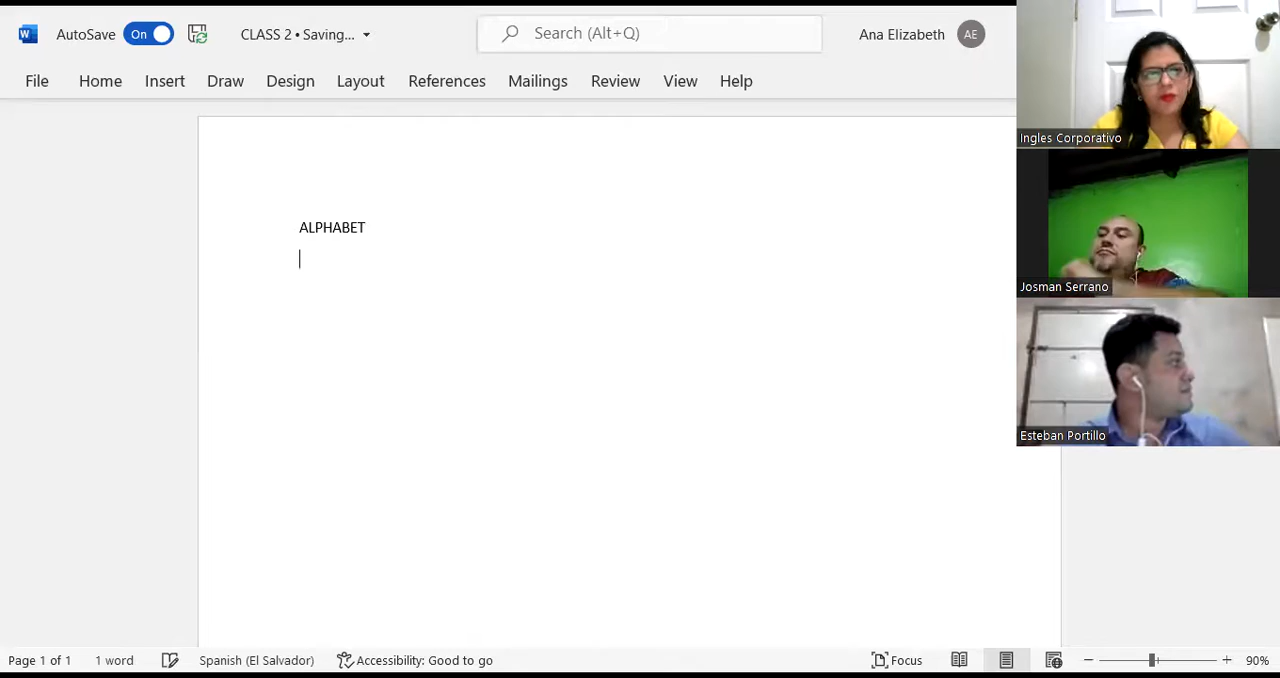 AutoSave On CLASS 2 • Saving... Search (Alt+Q) Ana Elizabeth AE
File Home Insert Draw Design Layout References Mailings Review View Help
Ingles Corporativo
ALPHABET
Josman Serrano
Esteban Portillo
Page 1 of 1 1 word Spanish (El Salvador) Accessibility: Good to go Focus 90%